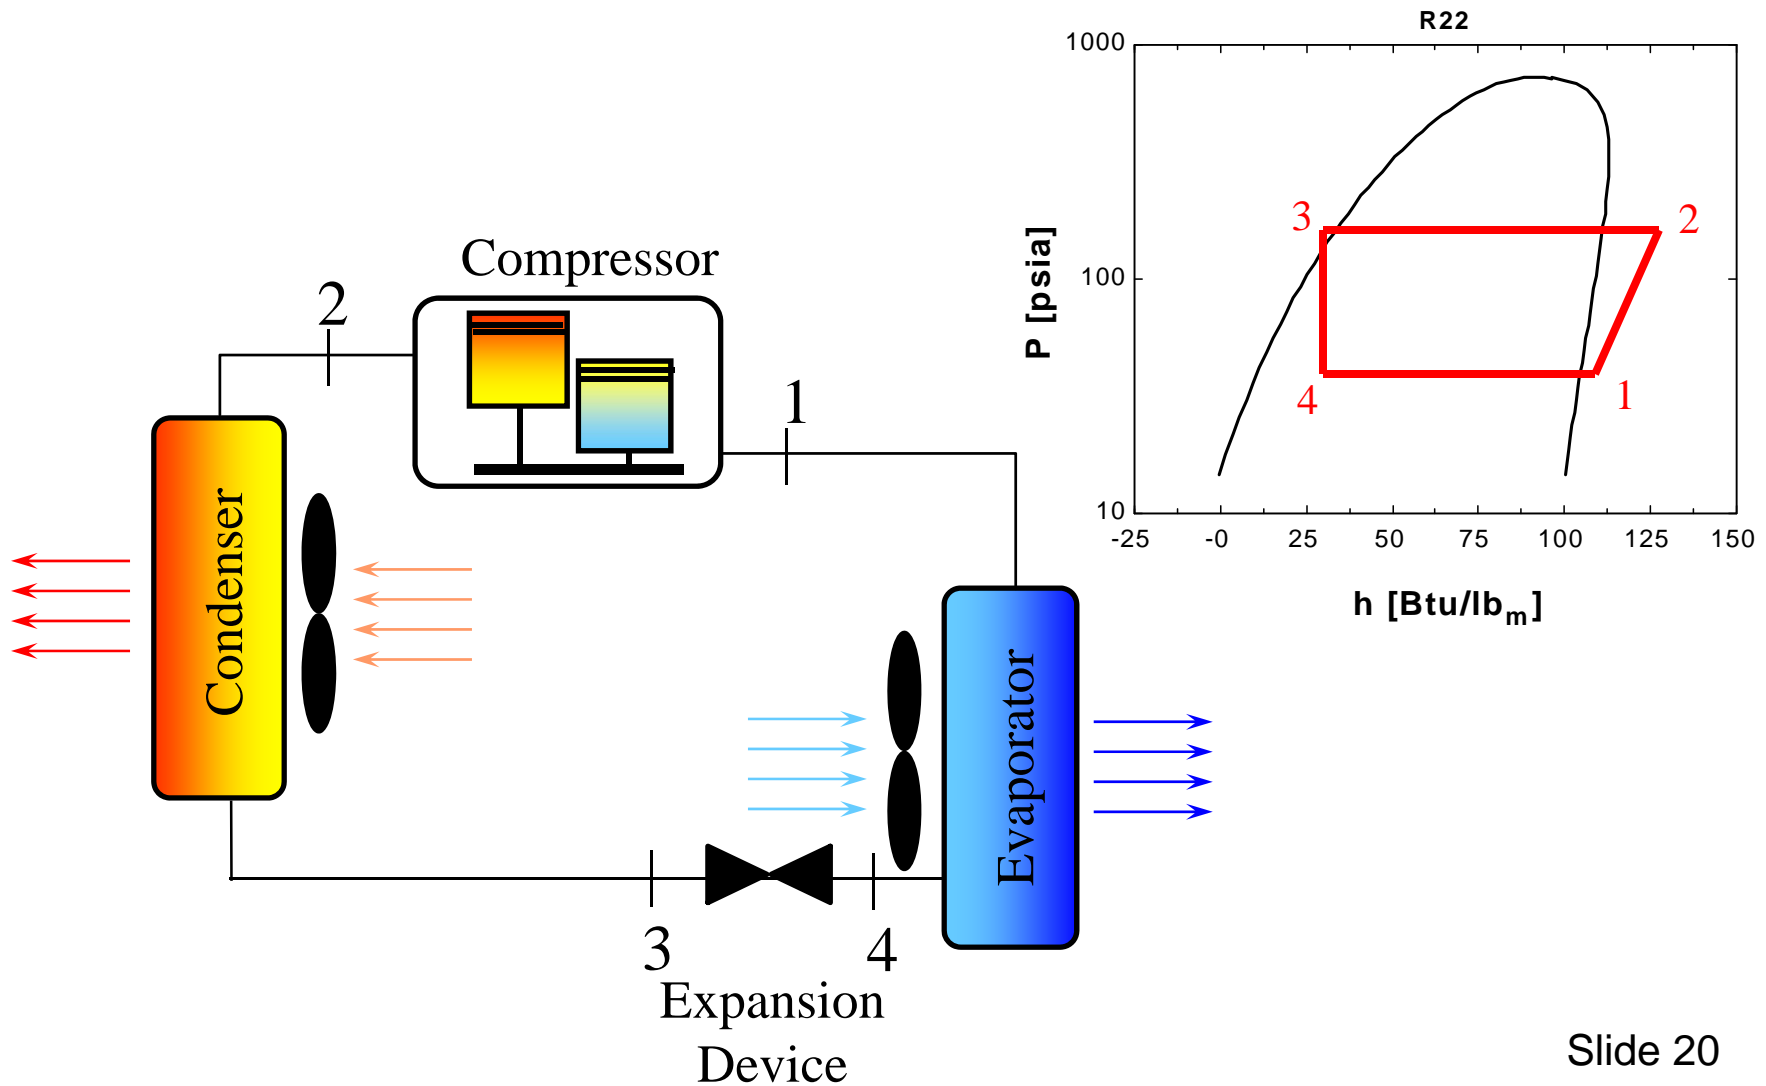 R22
1000
100
10
P [psia]
-25 -0 25 50 75 100 125 150
h [Btu/lbm]
3
2
4
1
Compressor
2
1
Condenser
Evaporator
3
4
Expansion
Device
Slide 20